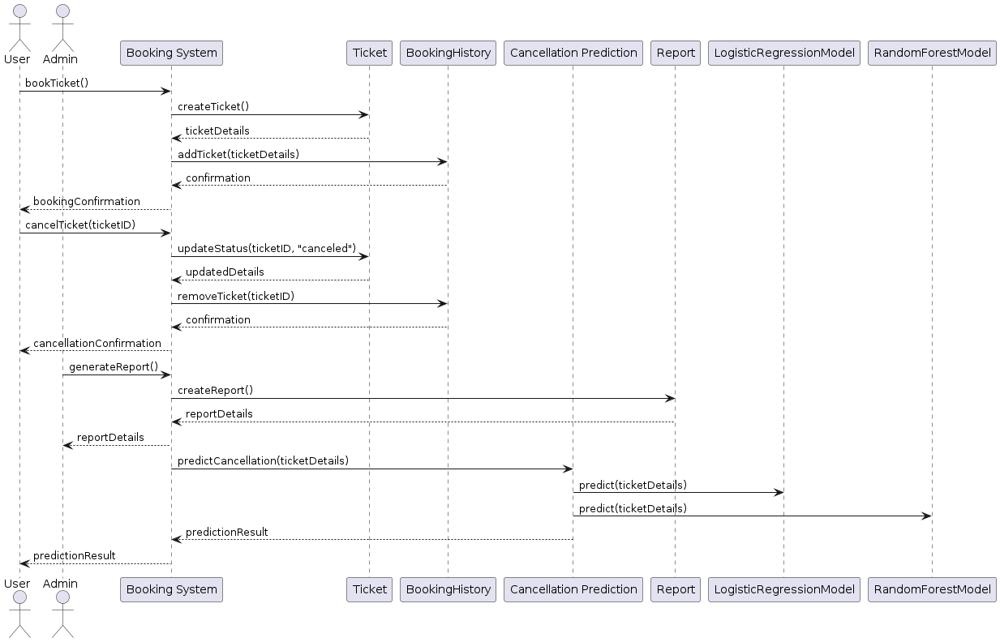 User
Admin
Booking System
Ticket
BookingHistory
Cancellation Prediction
Report
LogisticRegressionModel
RandomForestModel
bookTicket()
createTicket()
ticketDetails
addTicket(ticketDetails)
confirmation
bookingConfirmation
cancelTicket(ticketID)
updateStatus(ticketID, "canceled")
updatedDetails
removeTicket(ticketID)
confirmation
cancellationConfirmation
generateReport()
createReport()
reportDetails
reportDetails
predictCancellation(ticketDetails)
predict(ticketDetails)
predict(ticketDetails)
predictionResult
predictionResult
User
Admin
Booking System
Ticket
BookingHistory
Cancellation Prediction
Report
LogisticRegressionModel
RandomForestModel